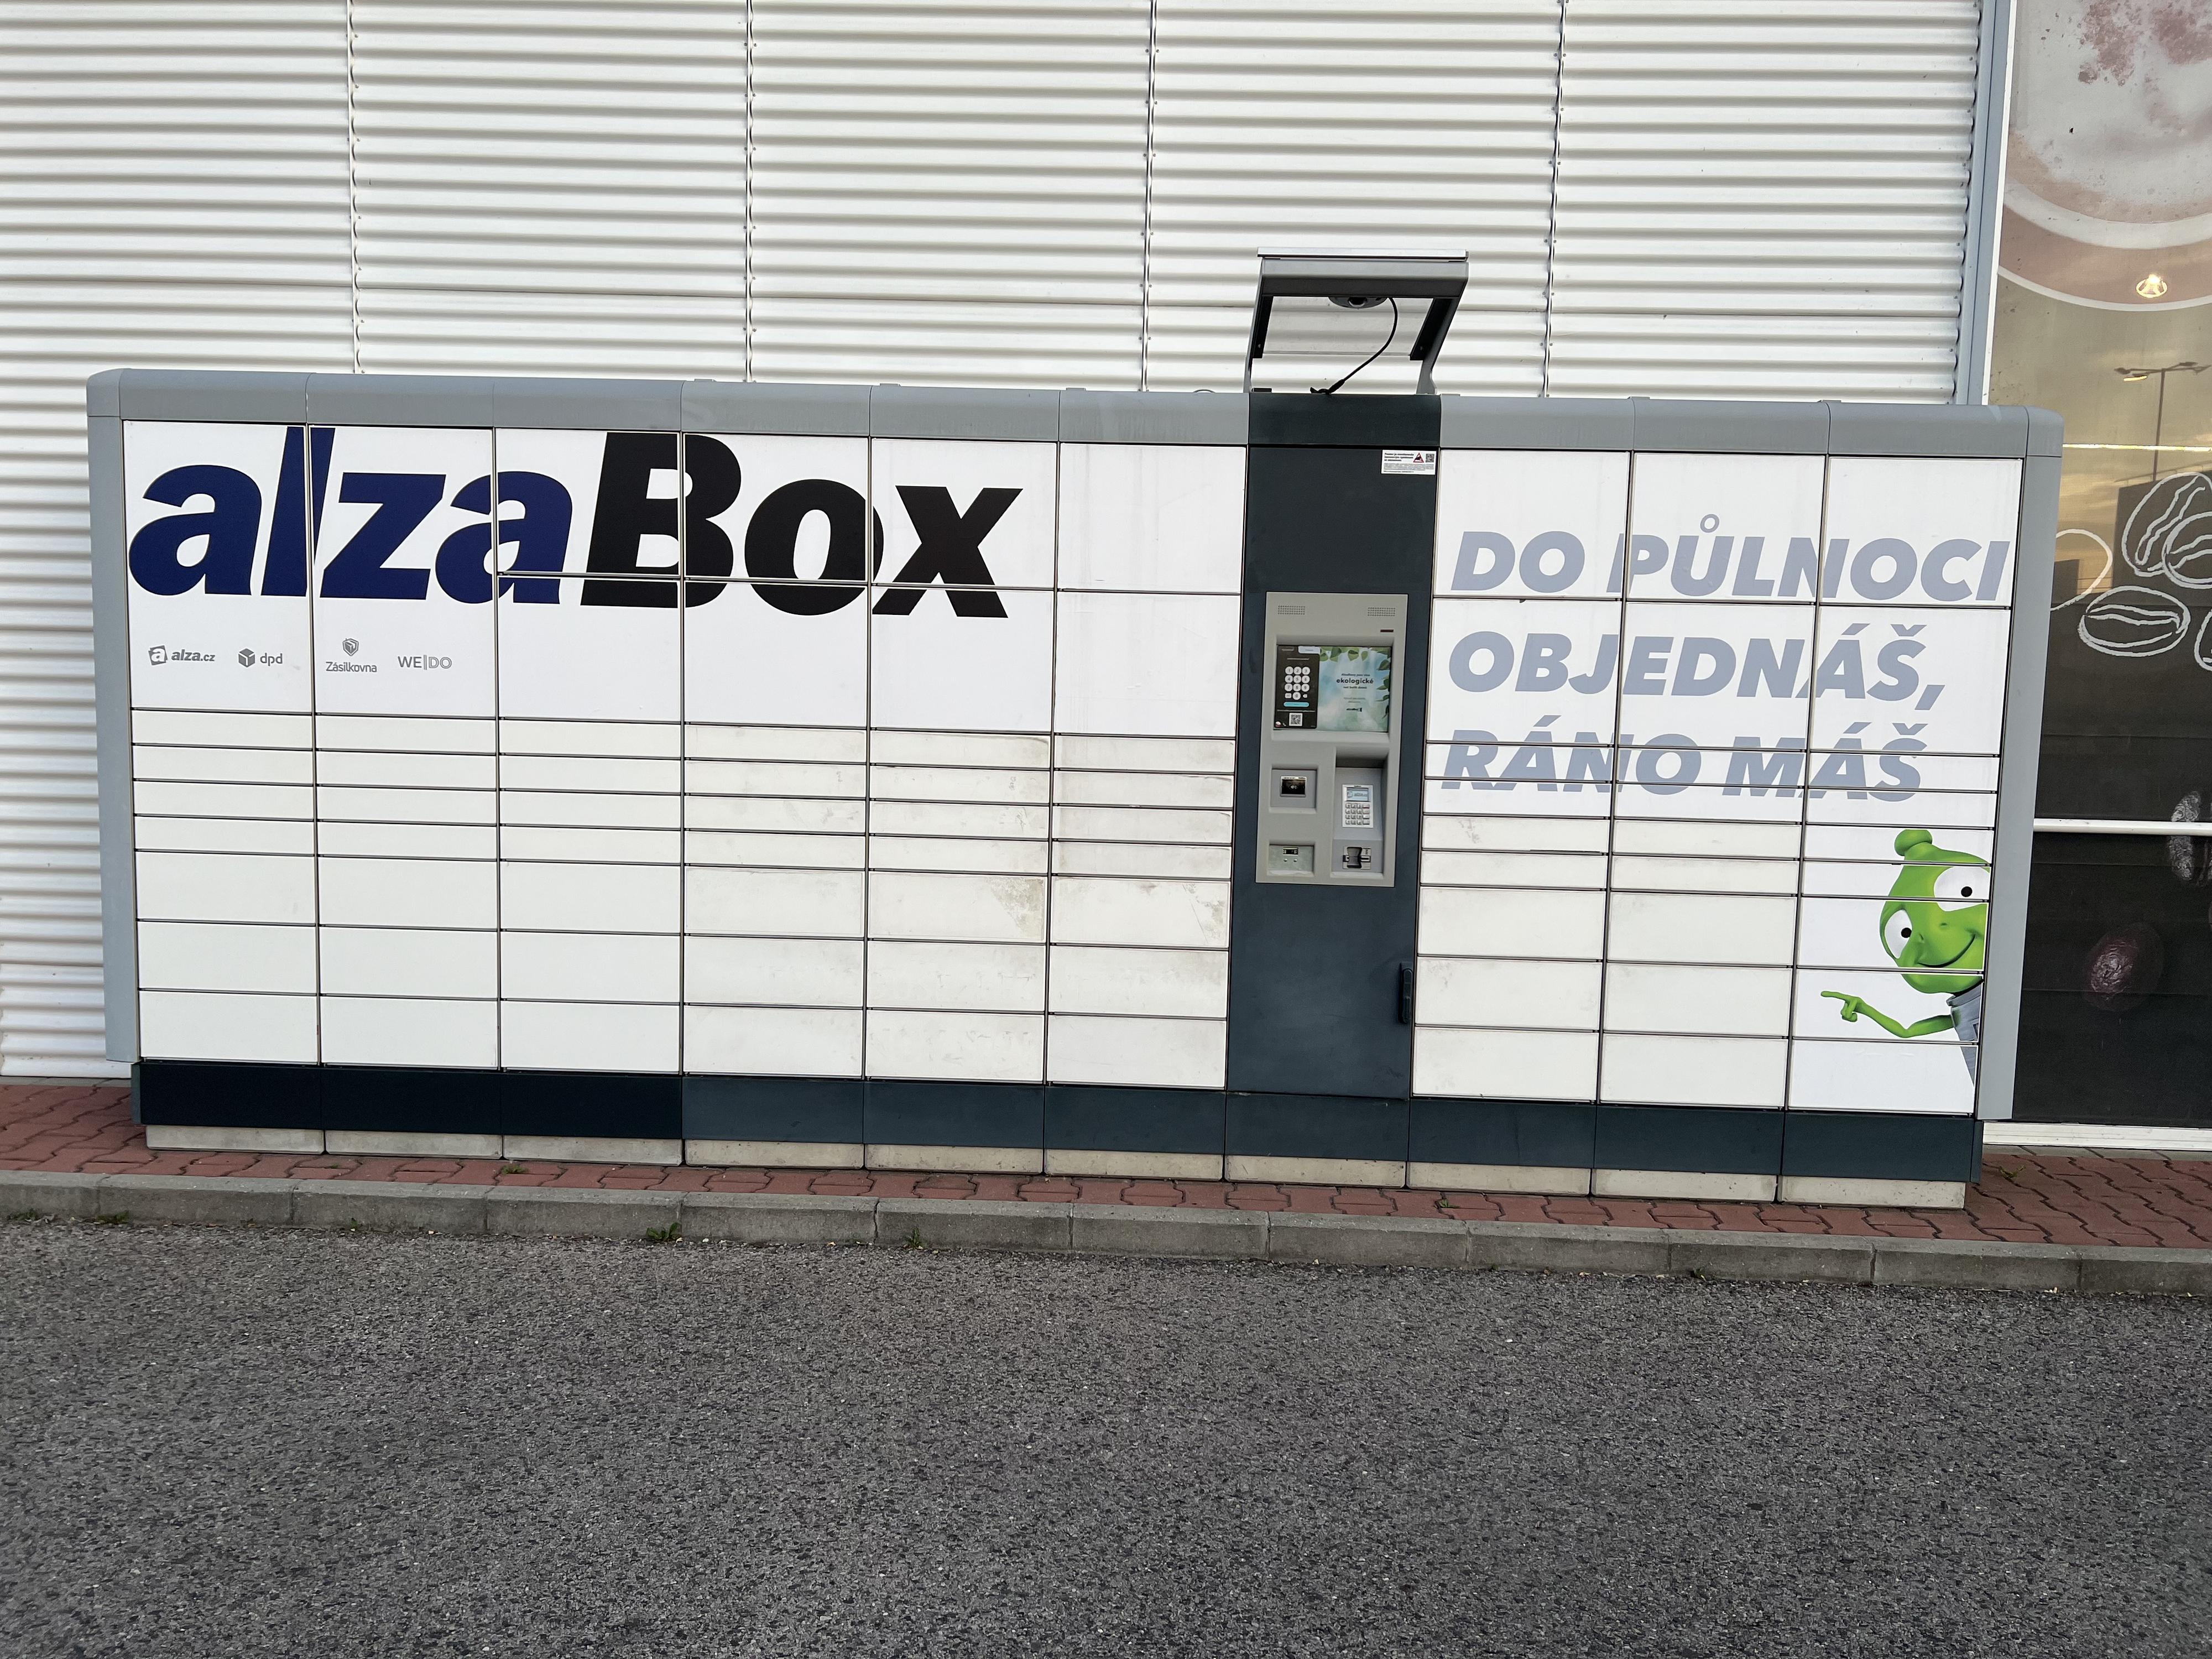 alzaBox
alza.cz dpd Zásilkovna WE|DO
ekologické
DO PŮLNOCI
OBJEDNÁŠ,
RÁNO MÁŠ